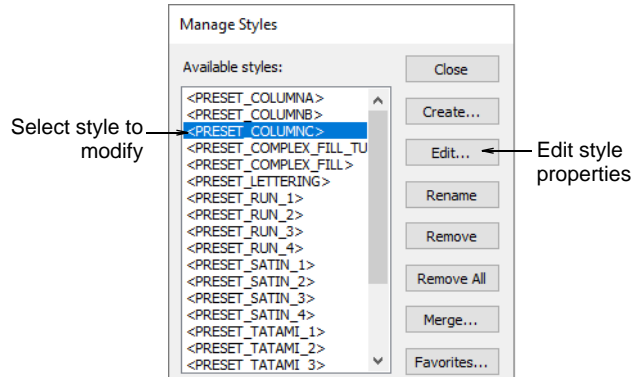 Manage Styles
Available styles:
<PRESET_COLUMNA>
<PRESET_COLUMNB>
<PRESET_COLUMNC>
<PRESET_COMPLEX_FILL_TU
<PRESET_COMPLEX_FILL>
<PRESET_LETTERING>
<PRESET_RUN_1>
<PRESET_RUN_2>
<PRESET_RUN_3>
<PRESET_RUN_4>
<PRESET_SATIN_1>
<PRESET_SATIN_2>
<PRESET_SATIN_3>
<PRESET_SATIN_4>
<PRESET_TATAMI_1>
<PRESET_TATAMI_2>
<PRESET_TATAMI_3>
Close
Create...
Edit...
Rename
Remove
Remove All
Merge...
Favorites...
Select style to
modify
Edit style
properties